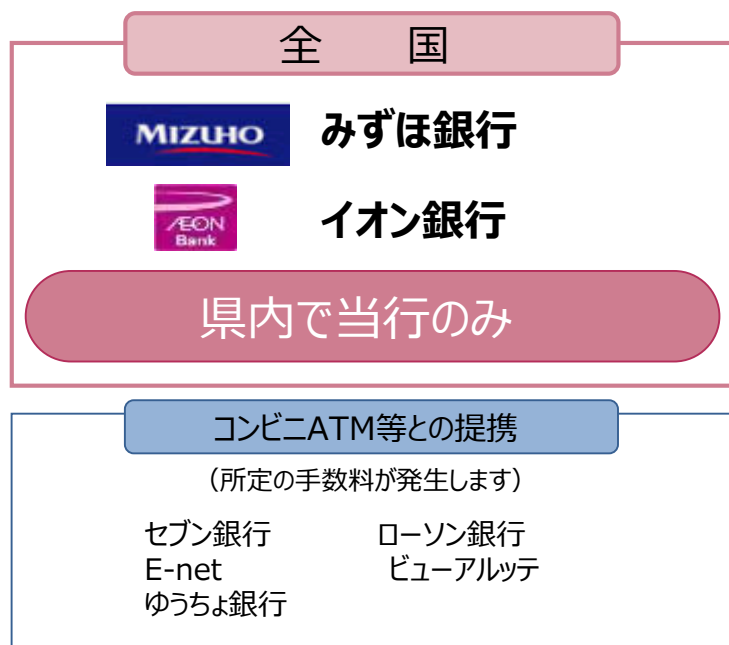 全 国
MIZUHO みずほ銀行
ÆON Bank イオン銀行
県内で当行のみ
コンビニATM等との提携
（所定の手数料が発生します）
セブン銀行 ローソン銀行
E-net ビューアルッテ
ゆうちょ銀行